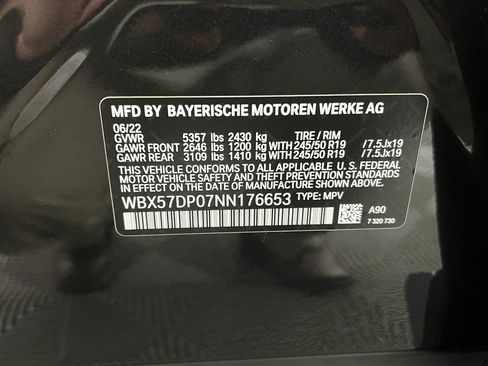 MFD BY BAYERISCHE MOTOREN WERKE AG
06/22
GVWR 5357 lbs 2430 kg TIRE / RIM
GAWR FRONT 2646 lbs 1200 kg WITH 245/50 R19 /7.5Jx19
GAWR REAR 3109 lbs 1410 kg WITH 245/50 R19 /7.5Jx19
THIS VEHICLE CONFORMS TO ALL APPLICABLE U. S. FEDERAL
MOTOR VEHICLE SAFETY AND THEFT PREVENTION STANDARDS
IN EFFECT ON THE DATE OF MANUFACTURE SHOWN ABOVE.
WBX57DP07NN176653 TYPE: MPV A90
7 320 730